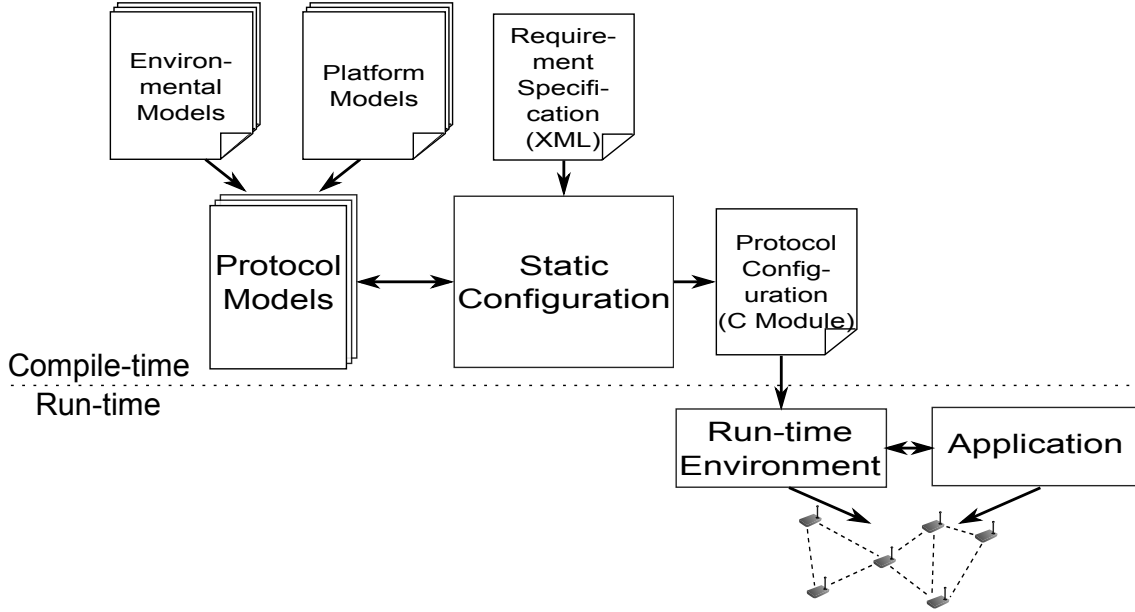 Environ-
mental
Models
Platform
Models
Require-
ment
Specifi-
cation
(XML)
Protocol
Models
Static
Configuration
Protocol
Config-
uration
(C Module)
Compile-time
Run-time
Run-time
Environment
Application